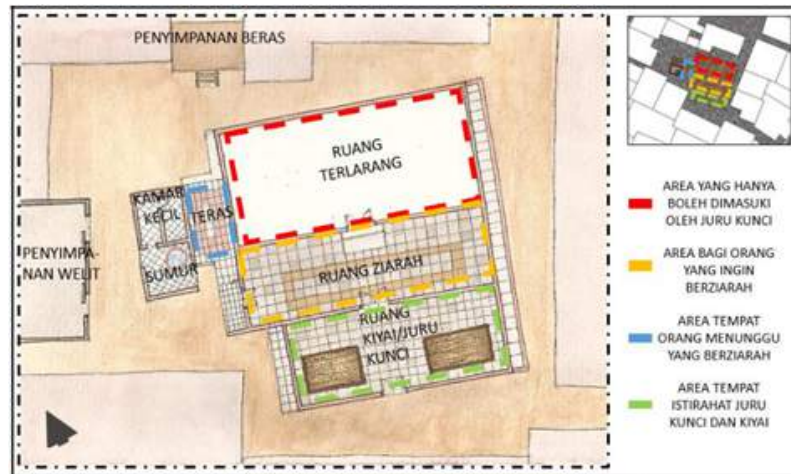 PENYIMPANAN BERAS
RUANG
TERLARANG
KAMAR
KECIL
TERAS
PENYIMPA-
NAN WELIT
SUMUR
RUANG ZIARAH
RUANG
KIYAI/JURU
KUNCI
AREA YANG HANYA
BOLEH DIMASUKI
OLEH JURU KUNCI
AREA BAGI ORANG
YANG INGIN
BERZIARAH
AREA TEMPAT
ORANG MENUNGGU
YANG BERZIARAH
AREA TEMPAT
ISTIRAHAT JURU
KUNCI DAN KIYAI